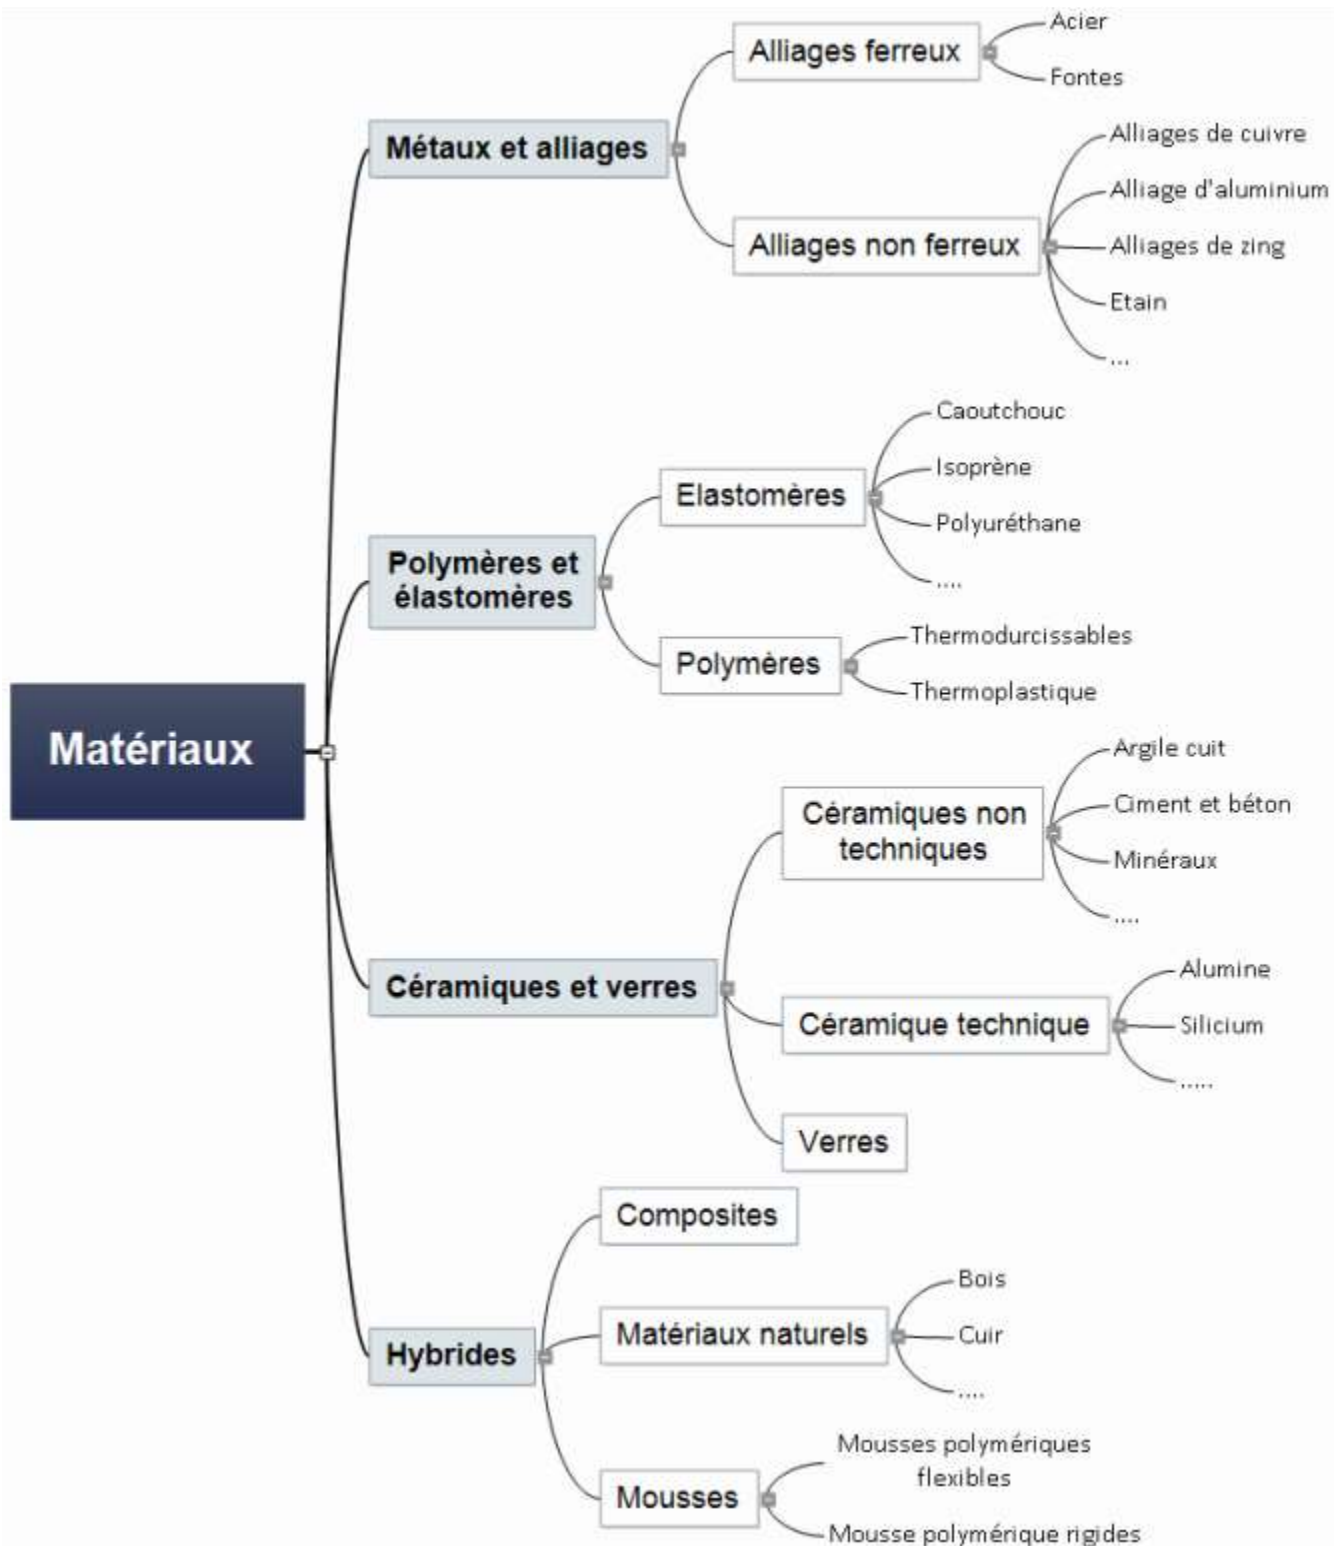 Matériaux
Métaux et alliages
Alliages ferreux
Acier
Fontes
Alliages non ferreux
Alliages de cuivre
Alliage d'aluminium
Alliages de zing
Etain
...
Polymères et
élastomères
Elastomères
Caoutchouc
Isoprène
Polyuréthane
....
Polymères
Thermodurcissables
Thermoplastique
Céramiques et verres
Céramiques non
techniques
Argile cuit
Ciment et béton
Minéraux
....
Céramique technique
Alumine
Silicium
.....
Verres
Hybrides
Composites
Matériaux naturels
Bois
Cuir
....
Mousses
Mousses polymériques
flexibles
Mousse polymérique rigides